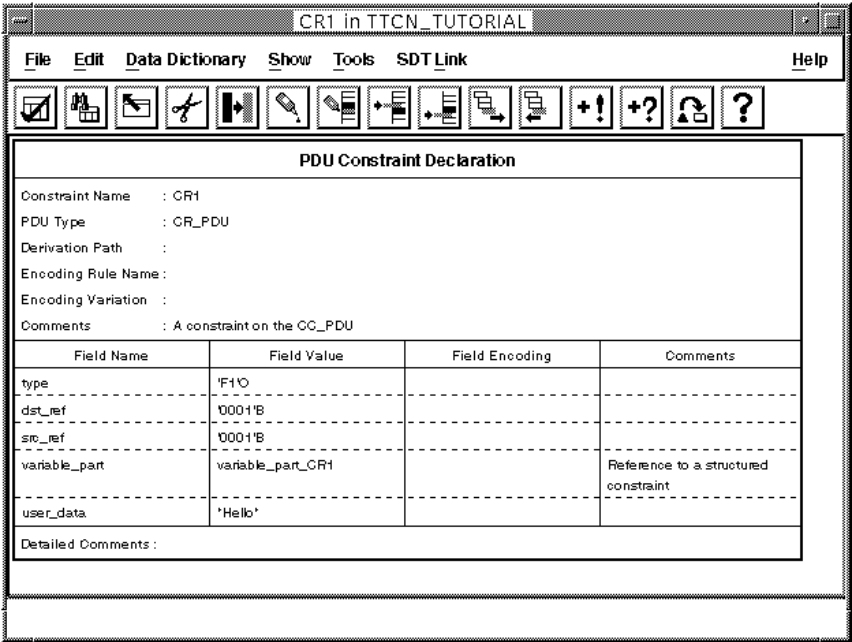 CR1 in TTCN_TUTORIAL
File Edit Data Dictionary Show Tools SDT Link Help
PDU Constraint Declaration
Constraint Name : CR1
PDU Type : CR_PDU
Derivation Path :
Encoding Rule Name :
Encoding Variation :
Comments : A constraint on the CC_PDU
Field Name Field Value Field Encoding Comments
type 'F1'O
dst_ref '0001'B
src_ref '0001'B
variable_part variable_part_CR1 Reference to a structured
constraint
user_data "Hello"
Detailed Comments :